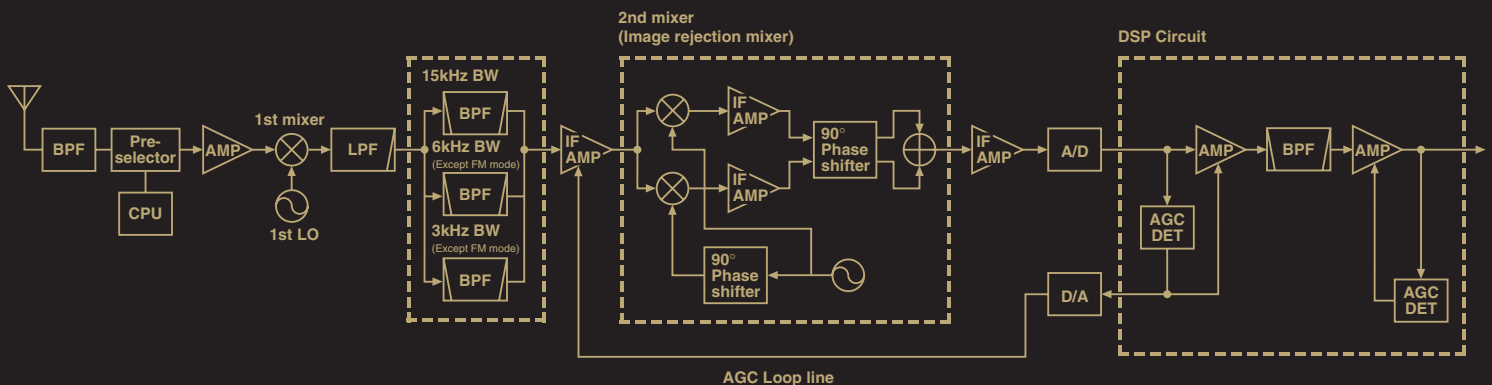 2nd mixer
(Image rejection mixer)
DSP Circuit
15kHz BW
BPF
6kHz BW
(Except FM mode)
BPF
3kHz BW
(Except FM mode)
BPF
BPF
Pre-
selector
CPU
AMP
1st mixer
1st LO
LPF
IF
AMP
IF
AMP
IF
AMP
90°
Phase
shifter
90°
Phase
shifter
IF
AMP
A/D
D/A
AMP
BPF
AMP
AGC
DET
AGC
DET
AGC Loop line